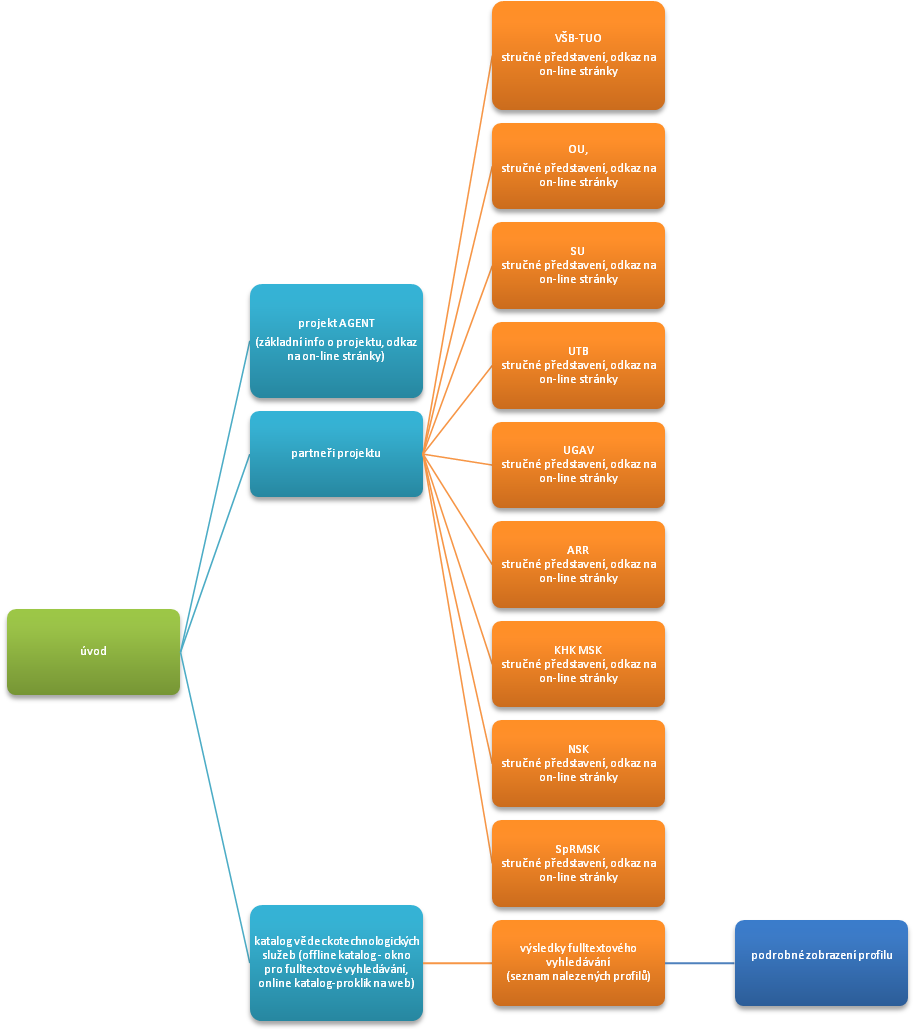 VŠB-TUO
stručné představení, odkaz na
on-line stránky
OU,
stručné představení, odkaz na
on-line stránky
SU
stručné představení, odkaz na
on-line stránky
projekt AGENT
(základní info o projektu, odkaz
na on-line stránky)
UTB
stručné představení, odkaz na
on-line stránky
partneři projektu
UGAV
stručné představení, odkaz na
on-line stránky
ARR
stručné představení, odkaz na
on-line stránky
úvod
KHK MSK
stručné představení, odkaz na
on-line stránky
NSK
stručné představení, odkaz na
on-line stránky
SpRMSK
stručné představení, odkaz na
on-line stránky
katalog vědeckotechnologických
služeb (offline katalog - okno
pro fulltextové vyhledávání,
online katalog-proklik na web)
výsledky fulltextového
vyhledávání
(seznam nalezených profilů)
podrobné zobrazení profilu